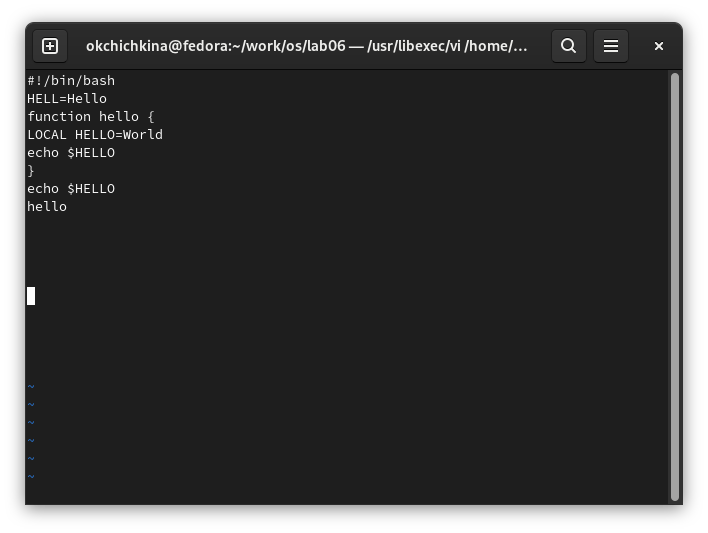 okchichkina@fedora:~/work/os/lab06 — /usr/libexec/vi /home/…
#!/bin/bash
HELL=Hello
function hello {
LOCAL HELLO=World
echo $HELLO
}
echo $HELLO
hello
~
~
~
~
~
~